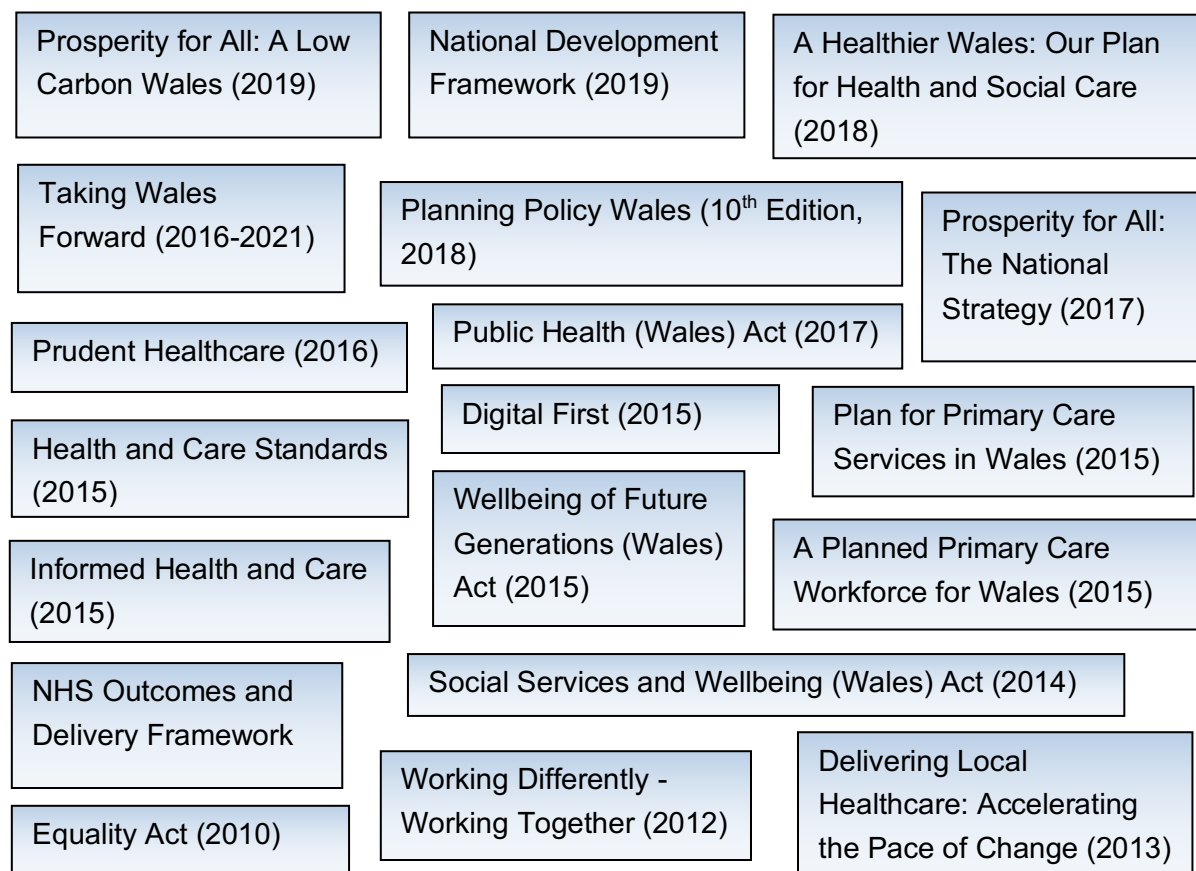 Prosperity for All: A Low
Carbon Wales (2019)
National Development
Framework (2019)
A Healthier Wales: Our Plan
for Health and Social Care
(2018)
Taking Wales
Forward (2016-2021)
Planning Policy Wales (10th Edition,
2018)
Prosperity for All:
The National
Strategy (2017)
Prudent Healthcare (2016)
Public Health (Wales) Act (2017)
Digital First (2015)
Plan for Primary Care
Services in Wales (2015)
Health and Care Standards
(2015)
Wellbeing of Future
Generations (Wales)
Act (2015)
A Planned Primary Care
Workforce for Wales (2015)
Informed Health and Care
(2015)
NHS Outcomes and
Delivery Framework
Social Services and Wellbeing (Wales) Act (2014)
Working Differently -
Working Together (2012)
Delivering Local
Healthcare: Accelerating
the Pace of Change (2013)
Equality Act (2010)